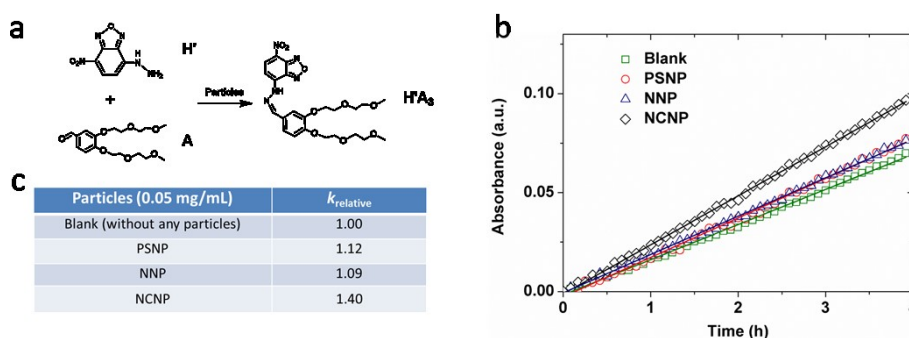 a
H'
O
N
N
O₂N
H
N
NH₂
+
A
Particles
NO₂
N
O
N
NH
N
H'A₃
b
Absorbance (a.u.)
0.10
0.05
0.00
Blank
PSNP
NNP
NCNP
0 1 2 3 4
Time (h)
c
Particles (0.05 mg/mL) k relative
Blank (without any particles) 1.00
PSNP 1.12
NNP 1.09
NCNP 1.40